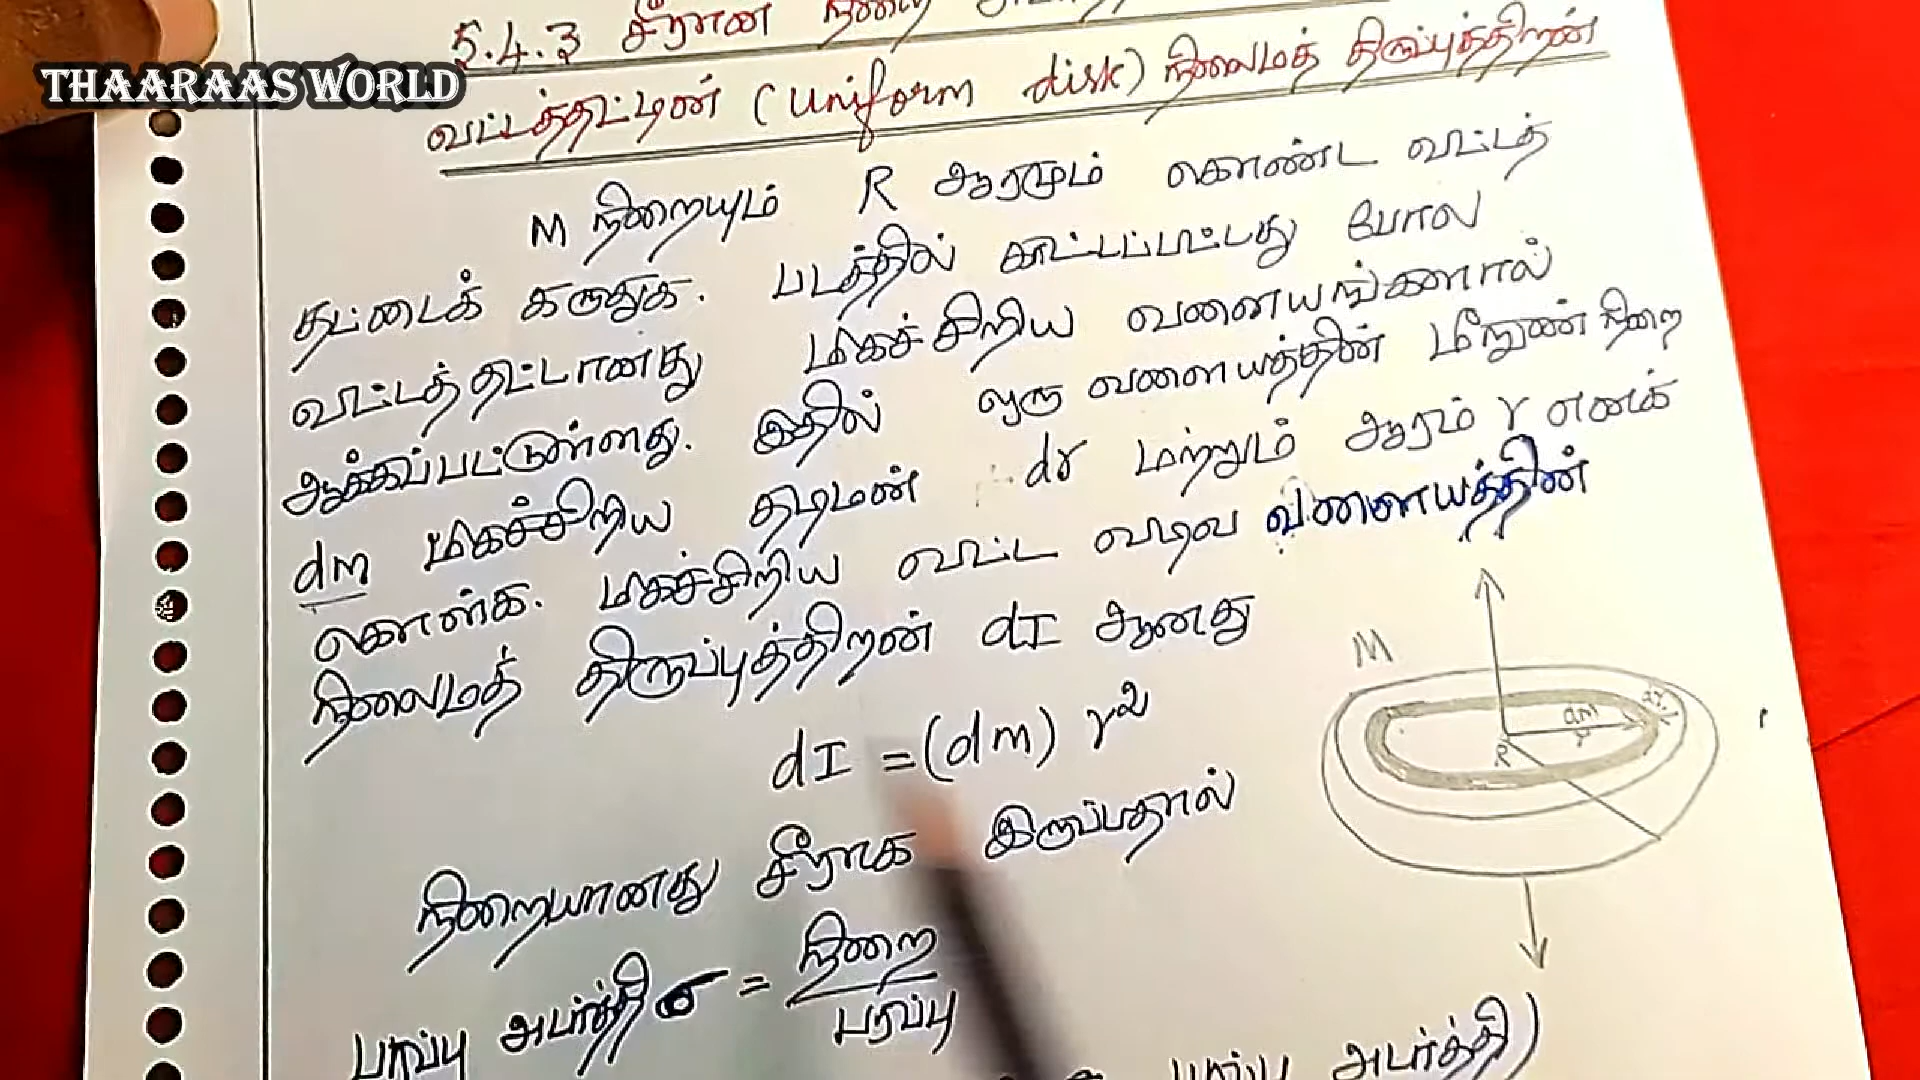 5.4.3 சீரான நிறை
THAARAAS WORLD
வட்டத்தட்டின் (uniform disk) நிலைமத் திருப்புத்திறன்
M நிறையும் R ஆரமும் கொண்ட வட்டத்
தட்டைக் கருதுக. படத்தில் காட்டப்பட்டது போல
வட்டத்தட்டானது மிகச்சிறிய வளையங்களால்
ஆக்கப்பட்டுள்ளது. இதில் ஒரு வளையத்தின் மீநுண் நிறை
dm மிகச்சிறிய தடிமன் dr மற்றும் ஆரம் r எனக்
கொள்க. மிகச்சிறிய வட்ட வடிவ வளையத்தின்
நிலைமத் திருப்புத்திறன் dI ஆனது
dI = (dm) r²
M
dm
r
R
நிறையானது சீராக இருப்பதால்
பரப்பு அடர்த்தி σ = நிறை
பரப்பு
பரப்பு அடர்த்தி)